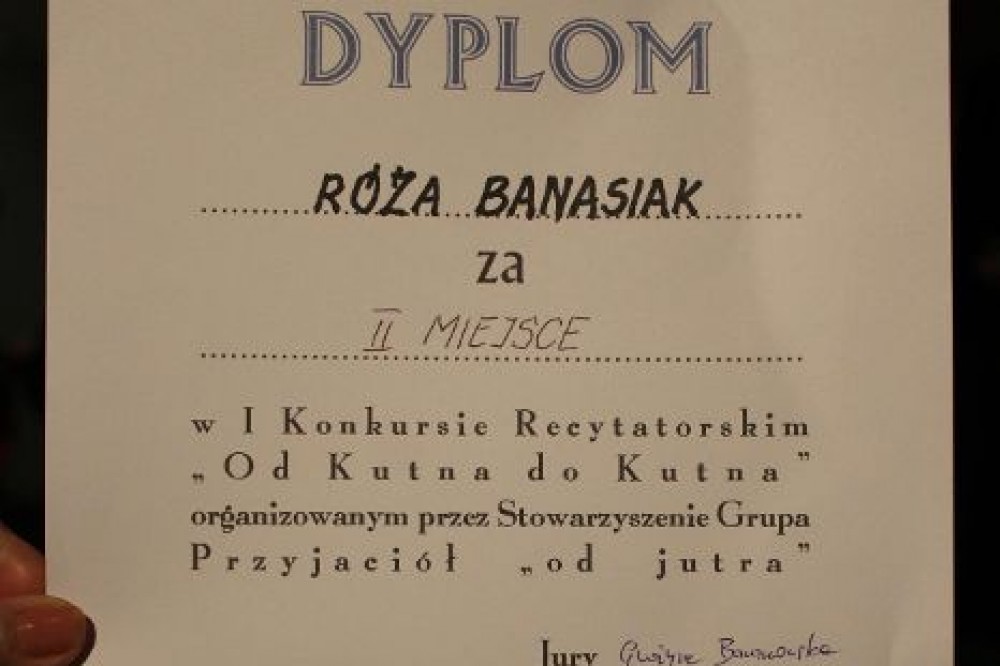 DYPLOM
RÓŻA BANASIAK
za
II MIEJSCE
w I Konkursie Recytatorskim
„Od Kutna do Kutna”
organizowanym przez Stowarzyszenie Grupa
Przyjaciół „od jutra”
Jury